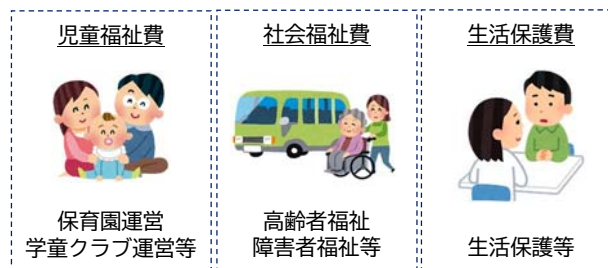 児童福祉費
保育園運営
学童クラブ運営等
社会福祉費
高齢者福祉
障害者福祉等
生活保護費
生活保護等